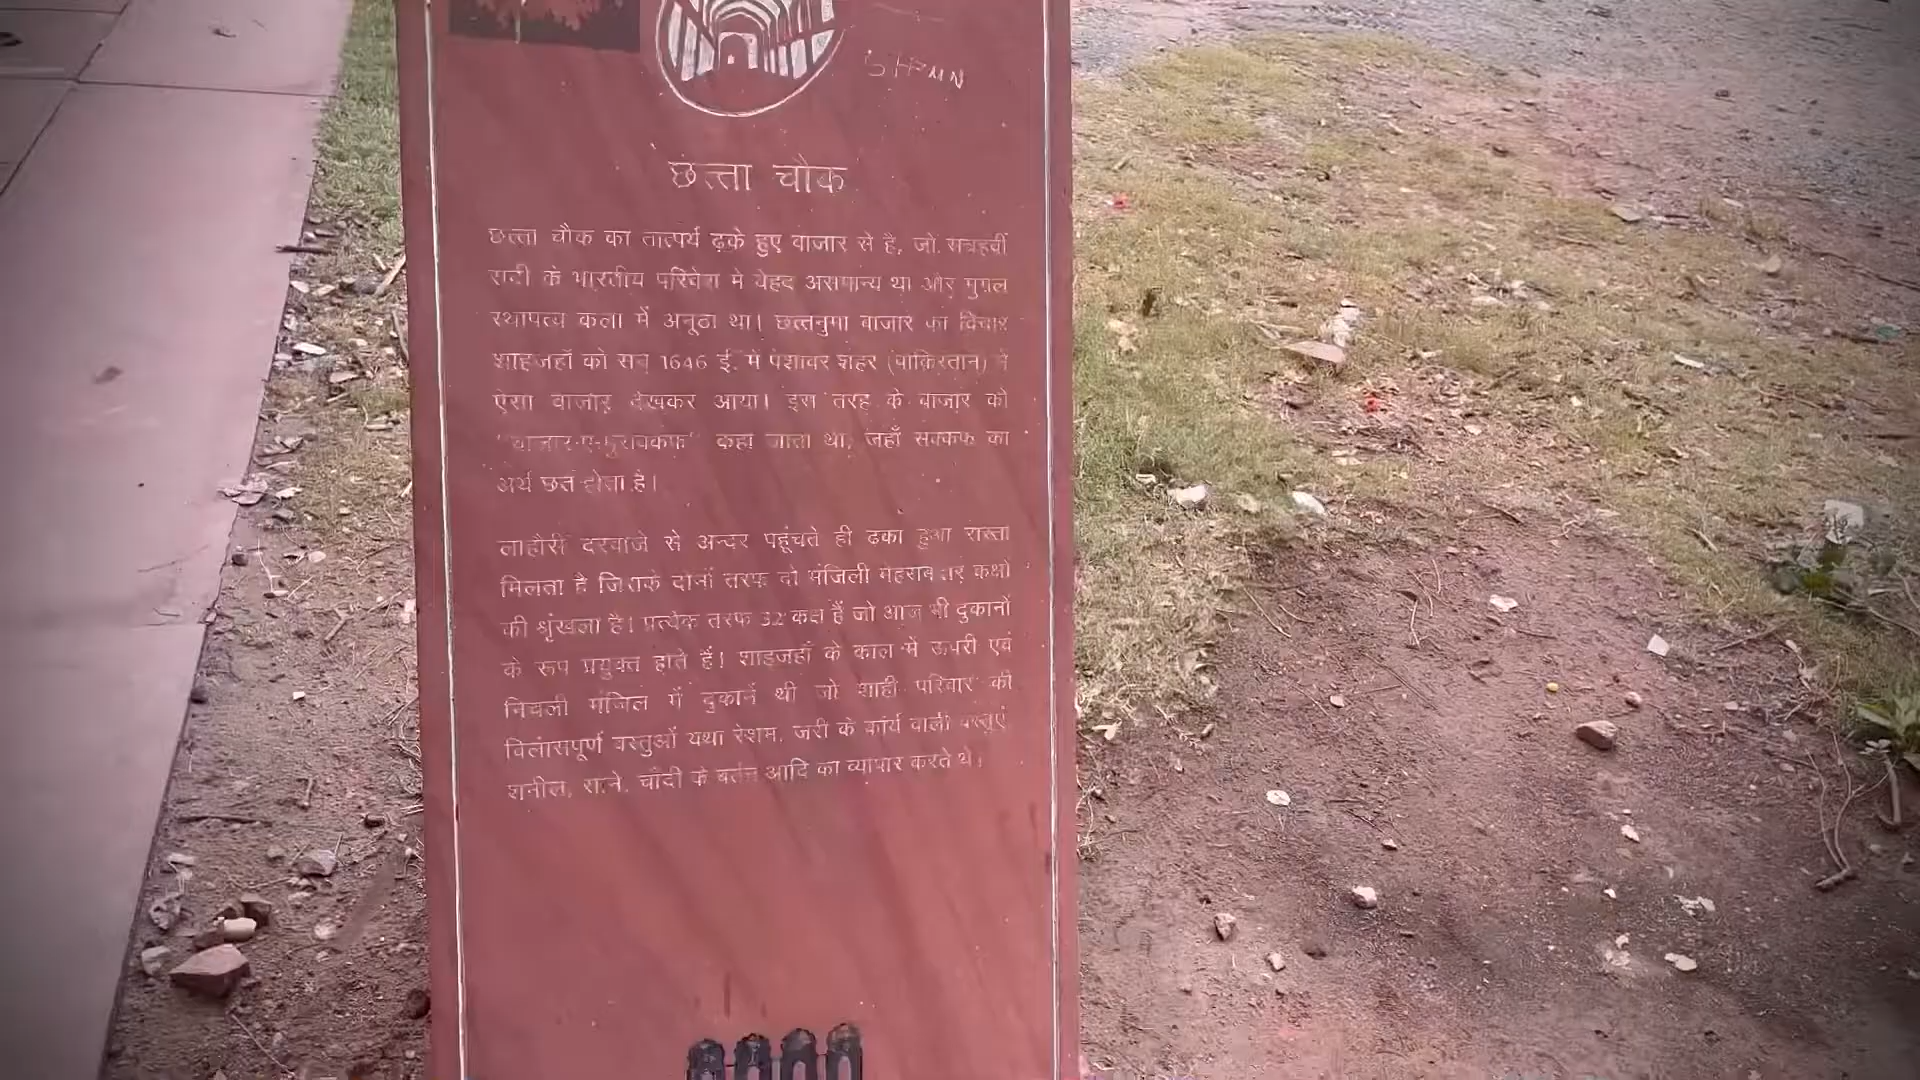 छत्ता चौक
छत्ता चौक का तात्पर्य ढ़के हुए बाजार से है, जो सत्रहवीं
सदी के भारतीय परिवेश मे बेहद असामान्य था और मुगल
स्थापत्य कला में अनूठा था। छत्तनुमा बाजार का विचार
शाहजहाँ को सन् 1646 ई. में पेशावर शहर (पाकिस्तान) में
ऐसा बाजार देखकर आया। इस तरह के बाजार को
कहा जाता था, जहाँ सक्कफ का
अर्थ छत होता है।
लाहौरी दरवाजे से अन्दर पहूंचते ही ढका हुआ रास्ता
मिलता है जिसके दोनों तरफ दो मंजिली मेहराबदार कक्षो
की श्रृंखला है। प्रत्येक तरफ 32 कक्ष हैं जो आज भी दुकानों
के रूप प्रयुक्त होते हैं। शाहजहाँ के काल में ऊपरी एवं
निचली मंजिल में दुकानें थी जो शाही परिवार की
विलासपूर्ण वस्तुओं यथा रेशम, जरी के कार्य वाली वस्तुएं,
शनील, सोने, चाँदी के बर्तन आदि का व्यापार करते थे।